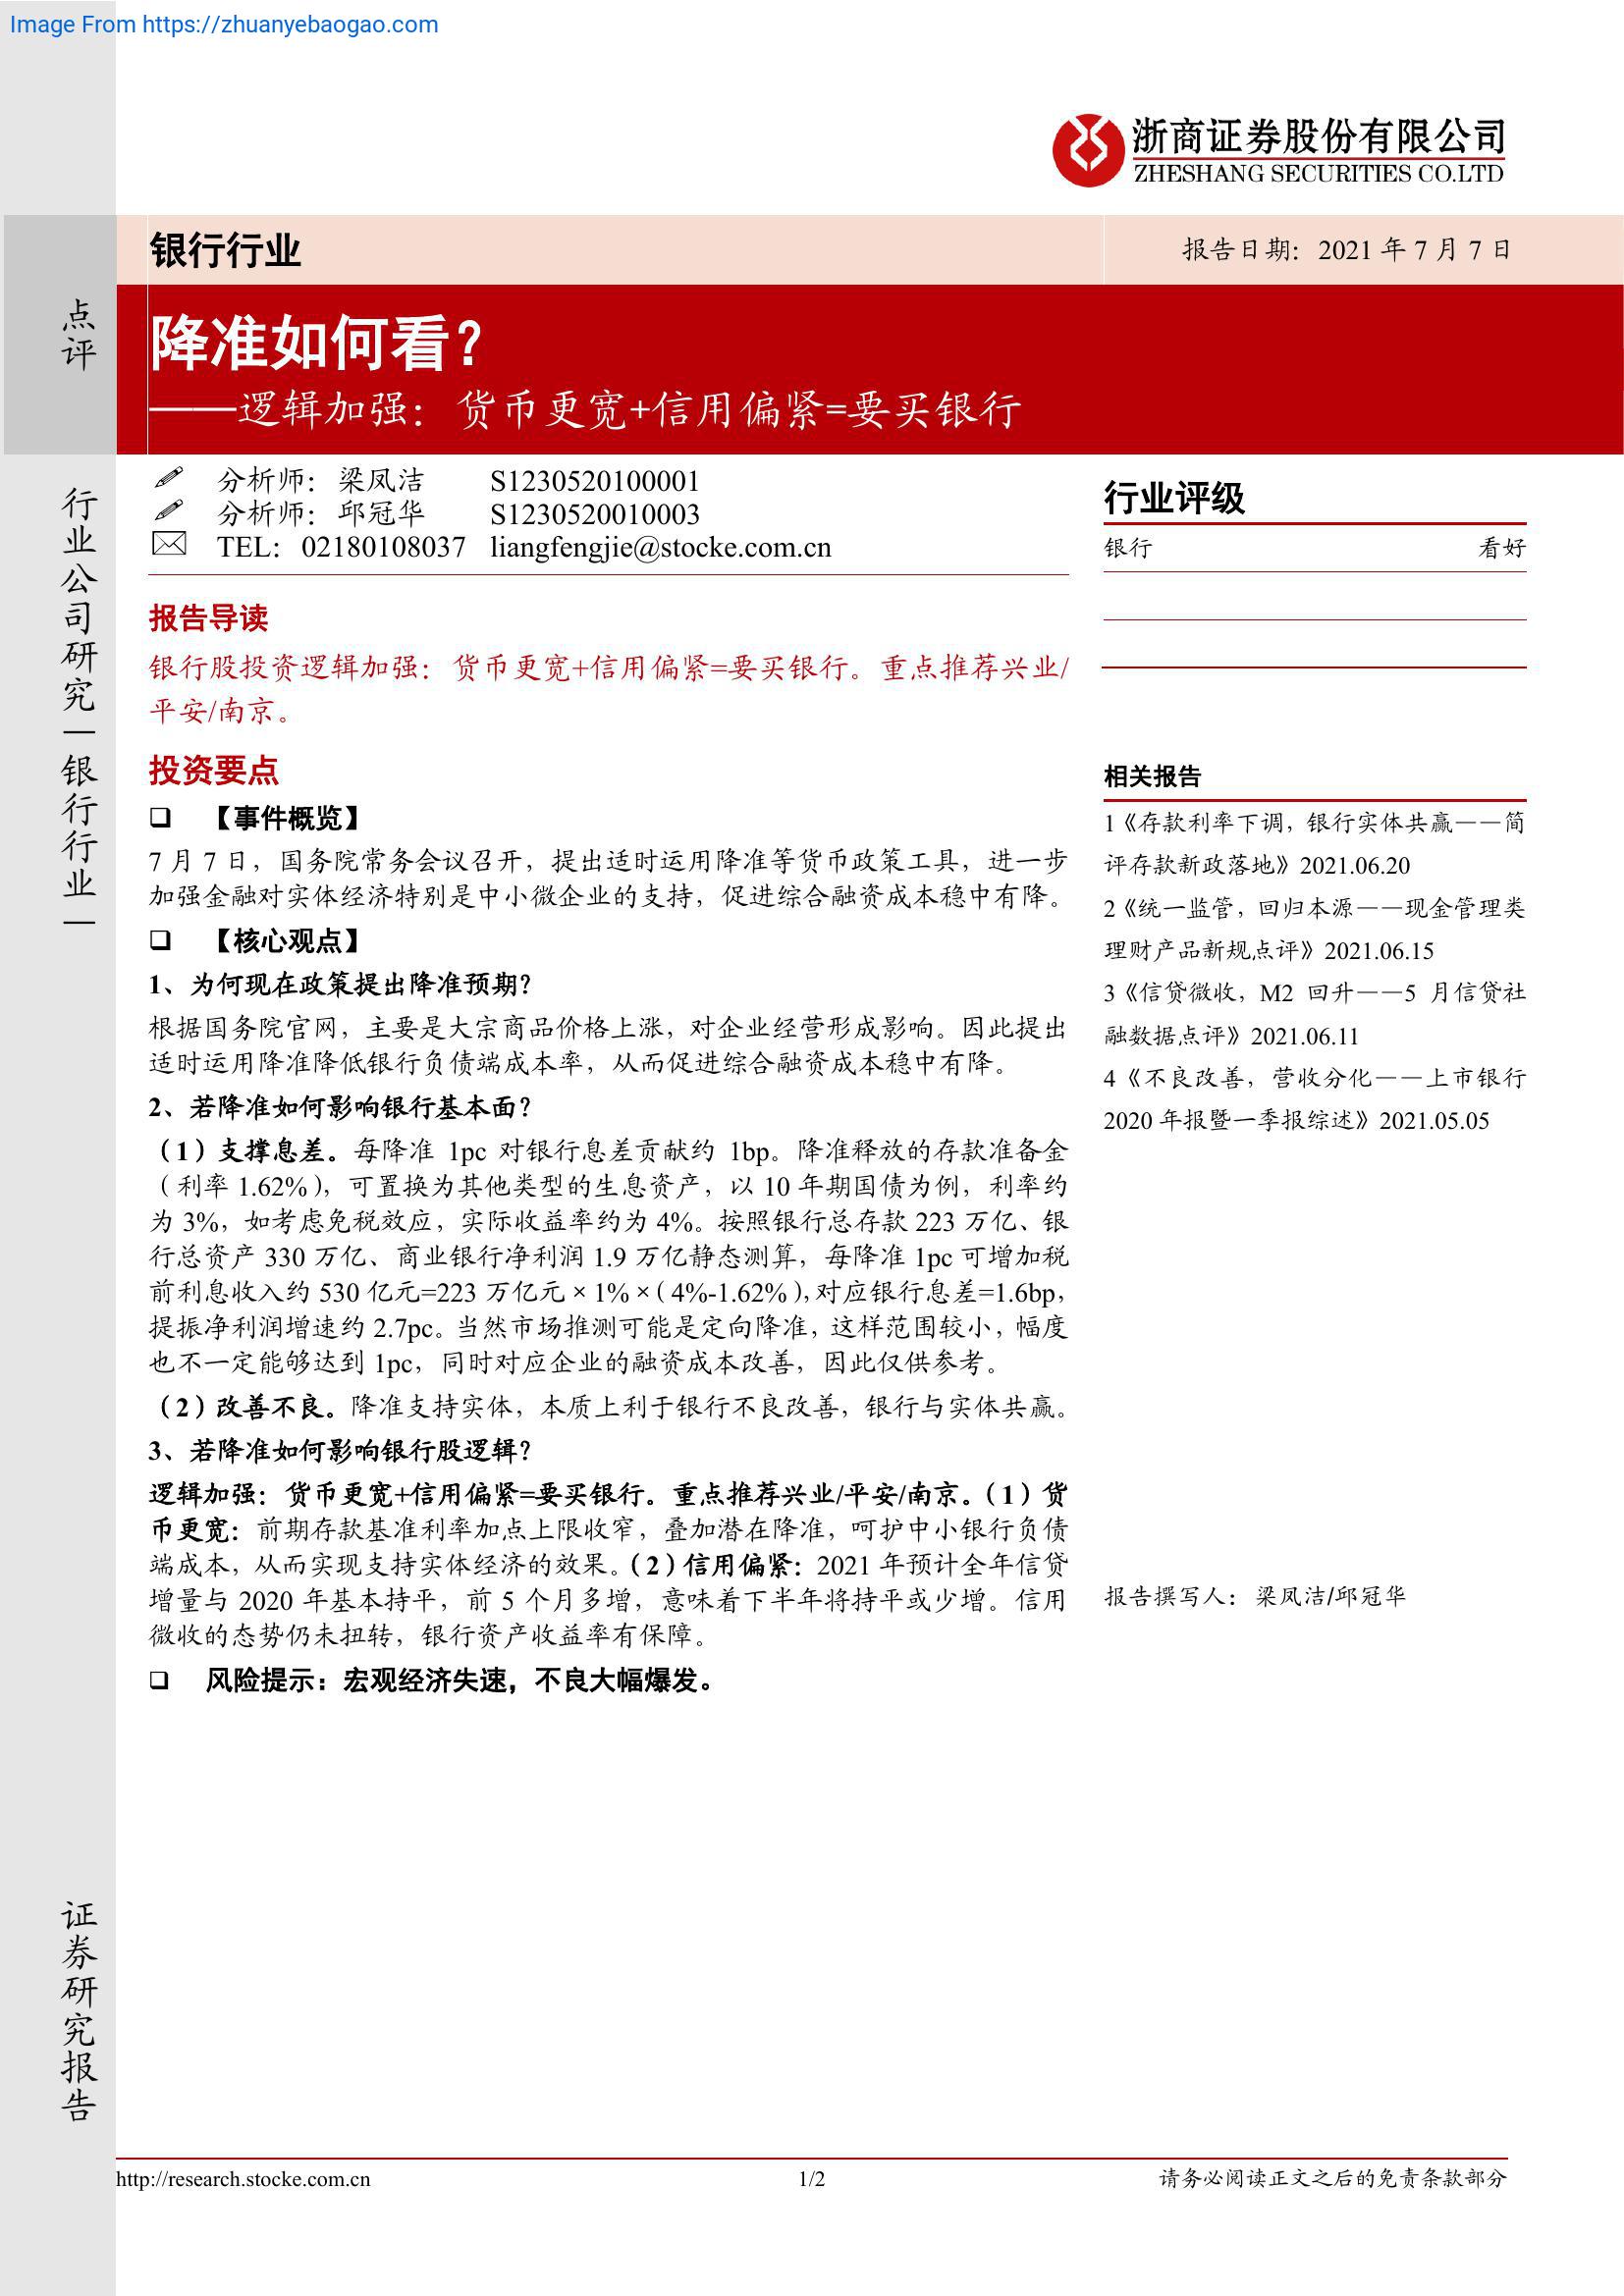 Image From https://zhuanyebaogao.com
浙商证券股份有限公司
ZHESHANG SECURITIES CO.LTD
点评
行业公司研究|银行行业|
证券研究报告
银行行业
报告日期：2021 年 7 月 7 日
降准如何看？
——逻辑加强：货币更宽+信用偏紧=要买银行
分析师：梁凤洁 S1230520100001
分析师：邱冠华 S1230520010003
TEL：02180108037 liangfengjie@stocke.com.cn
报告导读
银行股投资逻辑加强：货币更宽+信用偏紧=要买银行。重点推荐兴业/
平安/南京。
投资要点
❑ 【事件概览】
7 月 7 日，国务院常务会议召开，提出适时运用降准等货币政策工具，进一步
加强金融对实体经济特别是中小微企业的支持，促进综合融资成本稳中有降。
❑ 【核心观点】
1、为何现在政策提出降准预期？
根据国务院官网，主要是大宗商品价格上涨，对企业经营形成影响。因此提出
适时运用降准降低银行负债端成本率，从而促进综合融资成本稳中有降。
2、若降准如何影响银行基本面？
（1）支撑息差。每降准 1pc 对银行息差贡献约 1bp。降准释放的存款准备金
（利率 1.62%），可置换为其他类型的生息资产，以 10 年期国债为例，利率约
为 3%，如考虑免税效应，实际收益率约为 4%。按照银行总存款 223 万亿、银
行总资产 330 万亿、商业银行净利润 1.9 万亿静态测算，每降准 1pc 可增加税
前利息收入约 530 亿元=223 万亿元×1%×（4%-1.62%），对应银行息差=1.6bp，
提振净利润增速约 2.7pc。当然市场推测可能是定向降准，这样范围较小，幅度
也不一定能够达到 1pc，同时对应企业的融资成本改善，因此仅供参考。
（2）改善不良。降准支持实体，本质上利于银行不良改善，银行与实体共赢。
3、若降准如何影响银行股逻辑？
逻辑加强：货币更宽+信用偏紧=要买银行。重点推荐兴业/平安/南京。（1）货
币更宽：前期存款基准利率加点上限收窄，叠加潜在降准，呵护中小银行负债
端成本，从而实现支持实体经济的效果。（2）信用偏紧：2021 年预计全年信贷
增量与 2020 年基本持平，前 5 个月多增，意味着下半年将持平或少增。信用
微收的态势仍未扭转，银行资产收益率有保障。
❑ 风险提示：宏观经济失速，不良大幅爆发。
行业评级
银行 看好
相关报告
1《存款利率下调，银行实体共赢——简
评存款新政落地》2021.06.20
2《统一监管，回归本源——现金管理类
理财产品新规点评》2021.06.15
3《信贷微收，M2 回升——5 月信贷社
融数据点评》2021.06.11
4《不良改善，营收分化——上市银行
2020 年报暨一季报综述》2021.05.05
报告撰写人：梁凤洁/邱冠华
http://research.stocke.com.cn
1/2
请务必阅读正文之后的免责条款部分